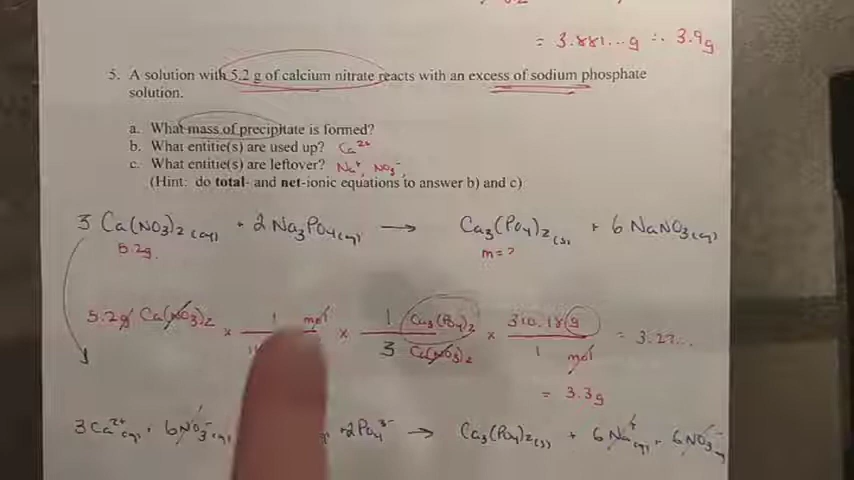 = 3.881...g ∴ 3.9g
5. A solution with 5.2 g of calcium nitrate reacts with an excess of sodium phosphate
solution.
a. What mass of precipitate is formed?
b. What entitie(s) are used up? Ca²⁺
c. What entitie(s) are leftover? Na⁺, NO₃⁻,
(Hint: do total- and net-ionic equations to answer b) and c)
3 Ca(NO₃)₂(aq) + 2 Na₃PO₄(aq) → Ca₃(PO₄)₂(s) + 6 NaNO₃(aq)
5.2g. m=?
5.2g Ca(NO₃)₂ × 1 mol × 1 Ca₃(PO₄)₂ × 310.18g = 3.27...
3 Ca(NO₃)₂ 1 mol
= 3.3g
3Ca²⁺(aq) + 6NO₃⁻(aq) +2PO₄³⁻ → Ca₃(PO₄)₂(s) + 6Na⁺(aq) + 6NO₃⁻